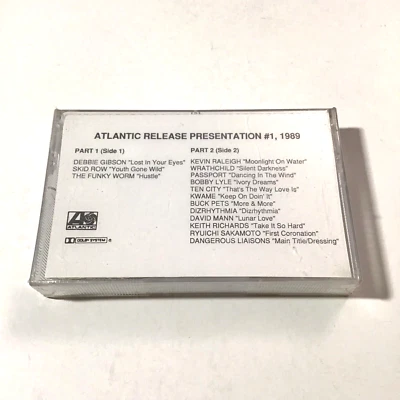 ATLANTIC RELEASE PRESENTATION #1, 1989
PART 1 (Side 1)
DEBBIE GIBSON "Lost In Your Eyes"
SKID ROW "Youth Gone Wild"
THE FUNKY WORM "Hustle"
PART 2 (Side 2)
KEVIN RALEIGH "Moonlight On Water"
WRATHCHILD "Silent Darkness"
PASSPORT "Dancing In The Wind"
BOBBY LYLE "Ivory Dreams"
TEN CITY "That's The Way Love Is"
KWAME "Keep On Doin' It"
BUCK PETS "More & More"
DIZRHYTHMIA "Dizrhythmia"
DAVID MANN "Lunar Love"
KEITH RICHARDS "Take It So Hard"
RYUICHI SAKAMOTO "First Coronation"
DANGEROUS LIAISONS "Main Title/Dressing"
ATLANTIC
DOLBY SYSTEM ®